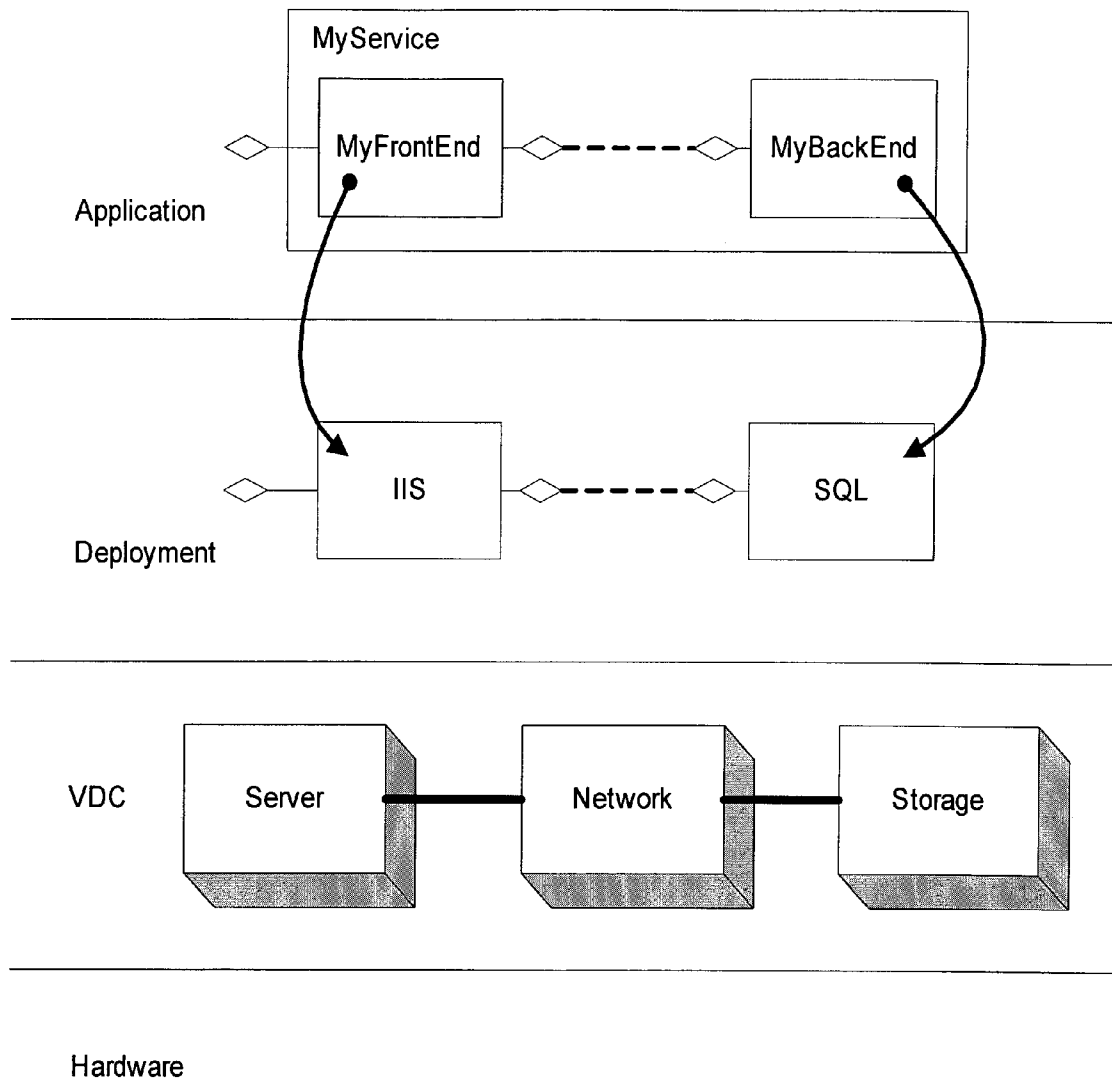 MyService
MyFrontEnd
MyBackEnd
Application
IIS
SQL
Deployment
VDC
Server
Network
Storage
Hardware